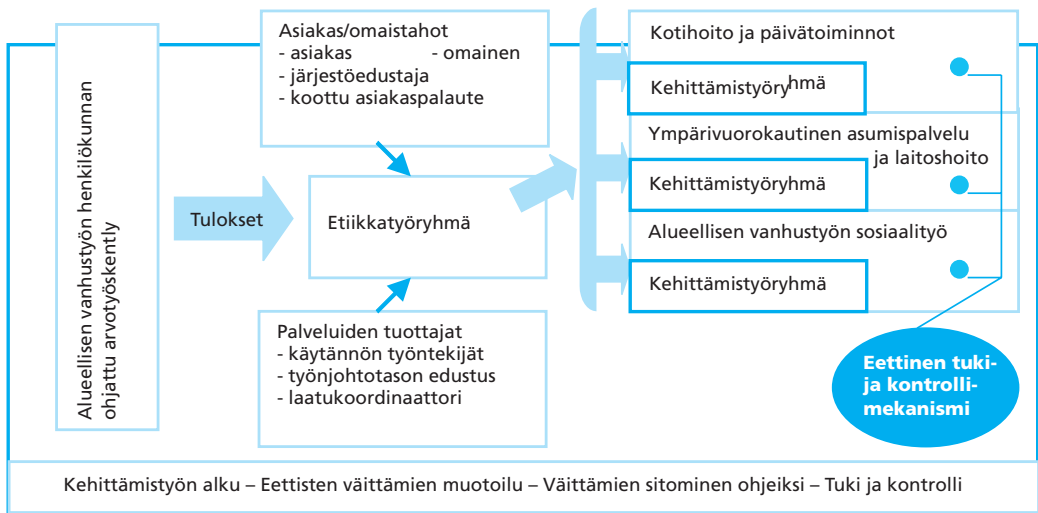 Alueellisen vanhustyön henkilökunnan
ohjattu arvotyöskently
Tulokset
Asiakas/omaistahot
- asiakas - omainen
- järjestöedustaja
- koottu asiakaspalaute
Etiikkatyöryhmä
Palveluiden tuottajat
- käytännön työntekijät
- työnjohtotason edustus
- laatukoordinaattori
Kotihoito ja päivätoiminnot
Kehittämistyöryhmä
Ympärivuorokautinen asumispalvelu
ja laitoshoito
Kehittämistyöryhmä
Alueellisen vanhustyön sosiaalityö
Kehittämistyöryhmä
Eettinen tuki-
ja kontrolli-
mekanismi
Kehittämistyön alku – Eettisten väittämien muotoilu – Väittämien sitominen ohjeiksi – Tuki ja kontrolli